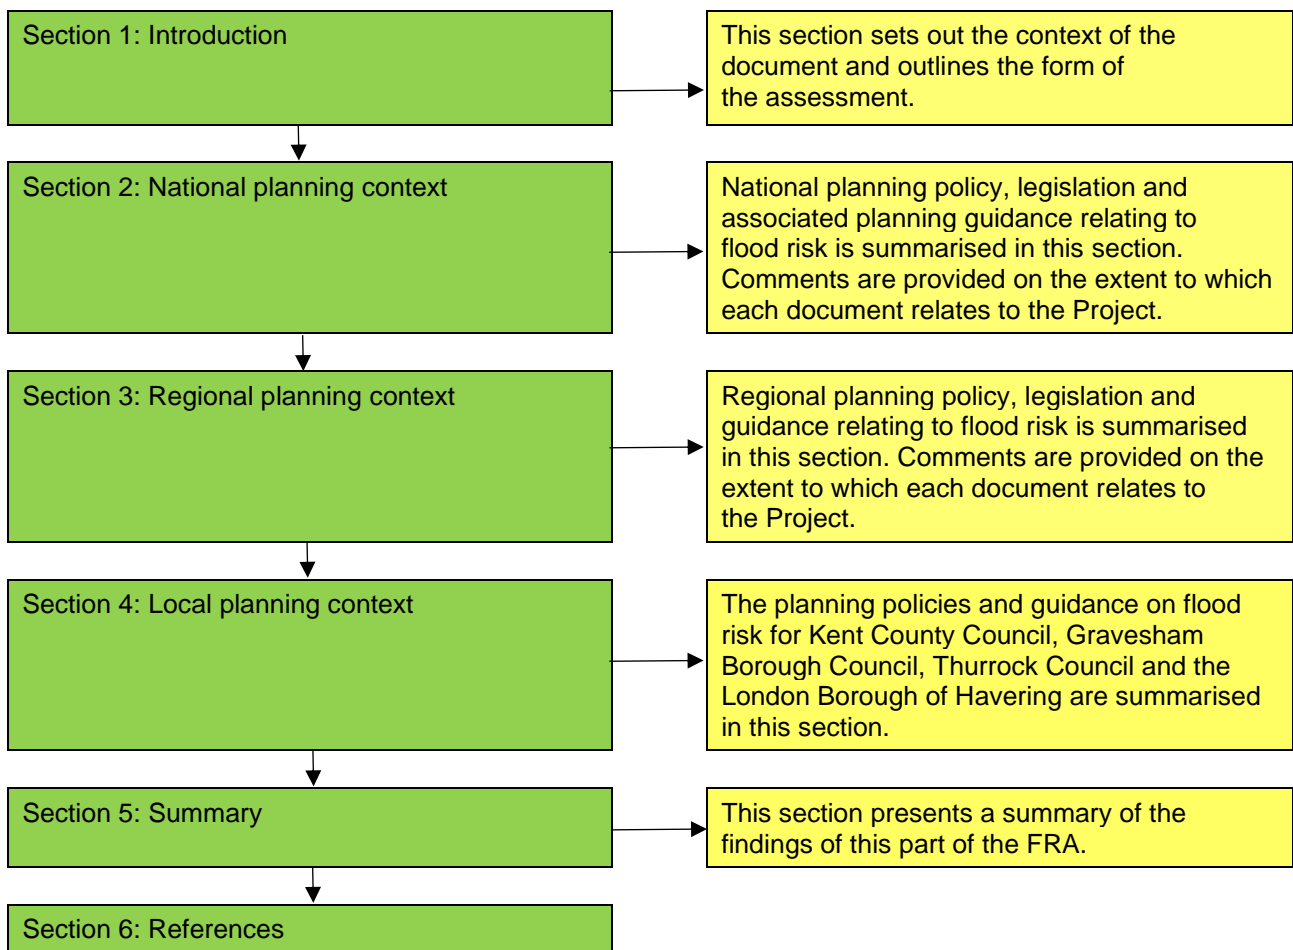 Section 1: Introduction
This section sets out the context of the
document and outlines the form of
the assessment.
Section 2: National planning context
National planning policy, legislation and
associated planning guidance relating to
flood risk is summarised in this section.
Comments are provided on the extent to which
each document relates to the Project.
Section 3: Regional planning context
Regional planning policy, legislation and
guidance relating to flood risk is summarised
in this section. Comments are provided on the
extent to which each document relates to
the Project.
Section 4: Local planning context
The planning policies and guidance on flood
risk for Kent County Council, Gravesham
Borough Council, Thurrock Council and the
London Borough of Havering are summarised
in this section.
Section 5: Summary
This section presents a summary of the
findings of this part of the FRA.
Section 6: References